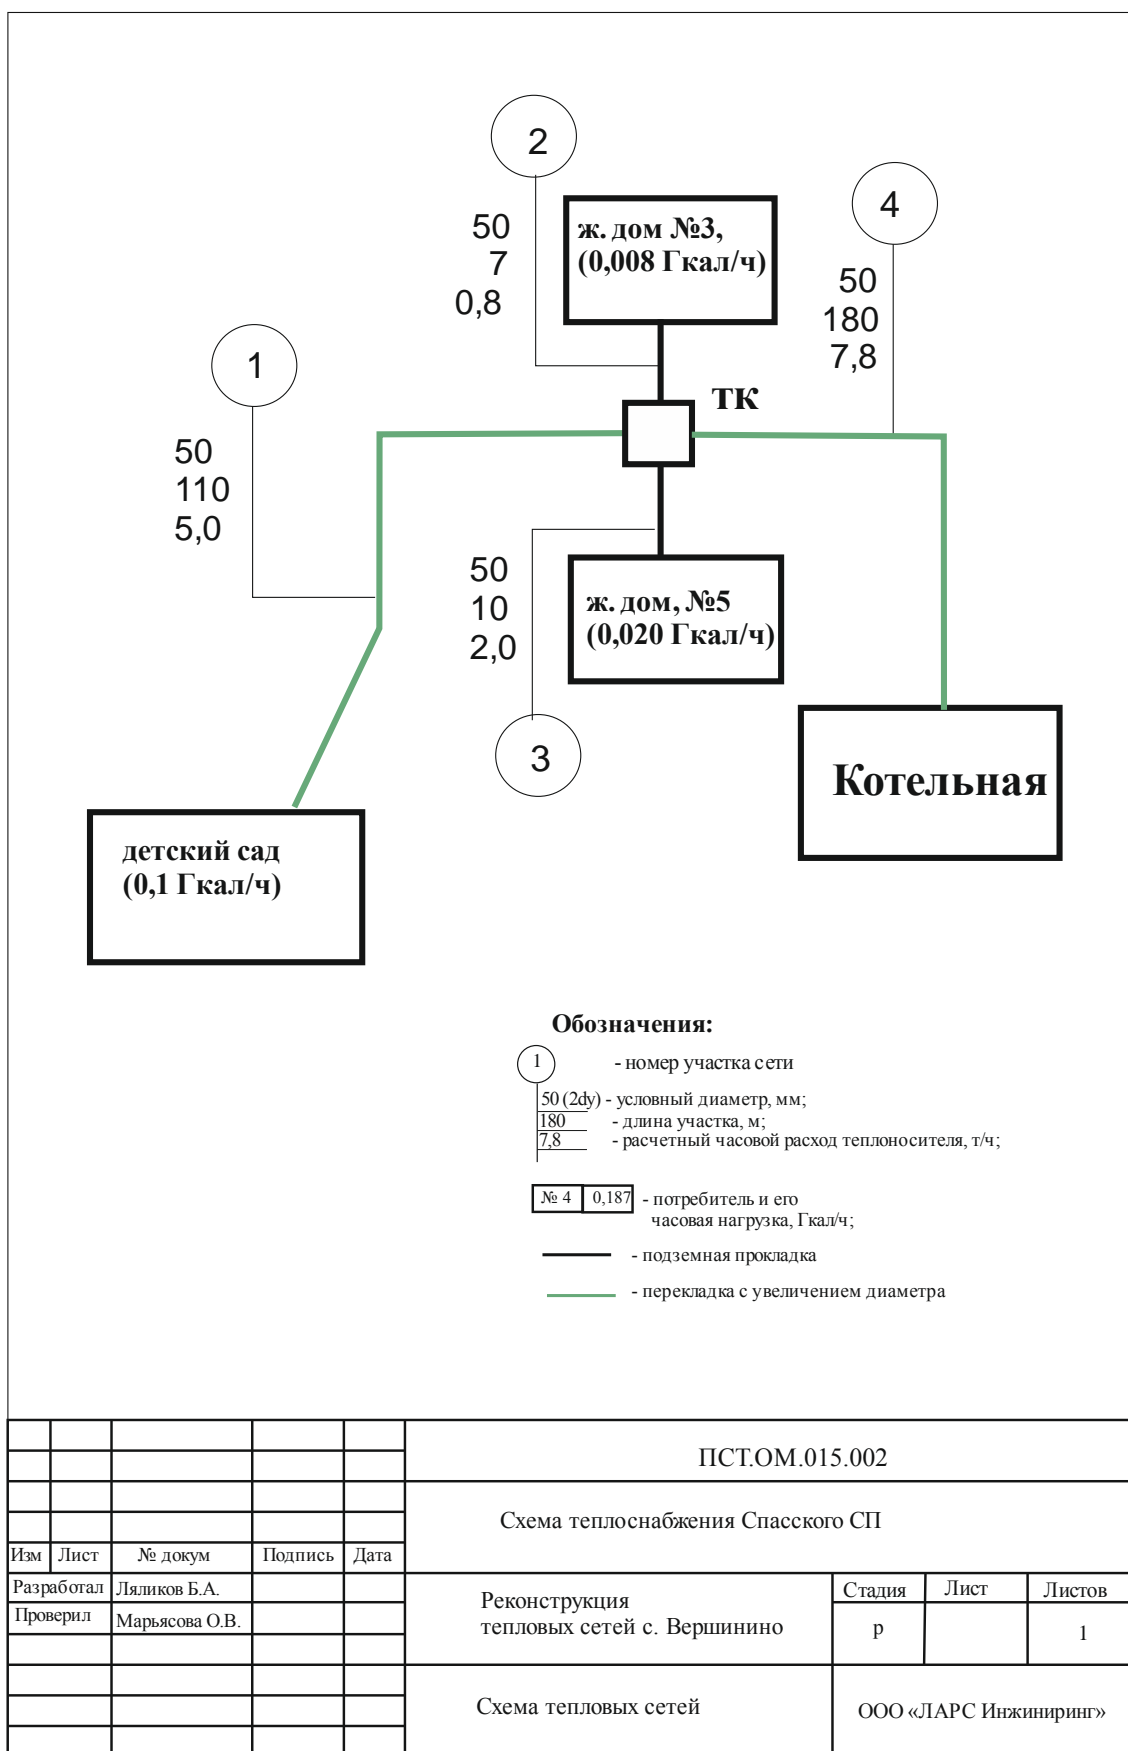 2
50
7
0,8
ж. дом №3,
(0,008 Гкал/ч)
4
50
180
7,8
1
50
110
5,0
ТК
50
10
2,0
3
ж. дом, №5
(0,020 Гкал/ч)
Котельная
детский сад
(0,1 Гкал/ч)
Обозначения:
1 - номер участка сети
50 (2dy) - условный диаметр, мм;
180 - длина участка, м;
7,8 - расчетный часовой расход теплоносителя, т/ч;
№ 4 0,187 - потребитель и его
часовая нагрузка, Гкал/ч;
- подземная прокладка
- перекладка с увеличением диаметра
ПСТ.ОМ.015.002
Схема теплоснабжения Спасского СП
Изм Лист № докум Подпись Дата
Разработал Ляликов Б.А.
Проверил Марьясова О.В.
Реконструкция
тепловых сетей с. Вершинино
Стадия Лист Листов
р 1
Схема тепловых сетей
ООО «ЛАРС Инжиниринг»